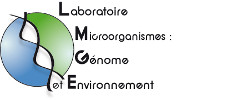 Laboratoire
Microorganismes :
Génome
et Environnement